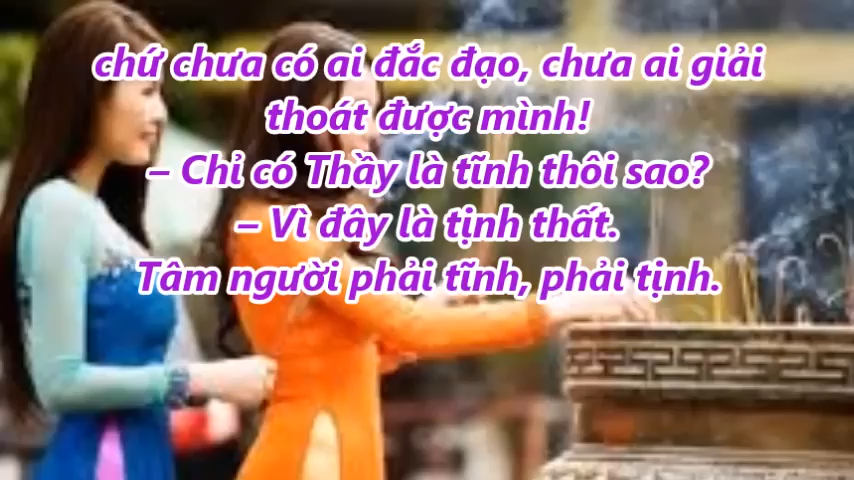 chứ chưa có ai đắc đạo, chưa ai giải
thoát được mình!
– Chỉ có Thầy là tĩnh thôi sao?
– Vì đây là tịnh thất.
Tâm người phải tĩnh, phải tịnh.